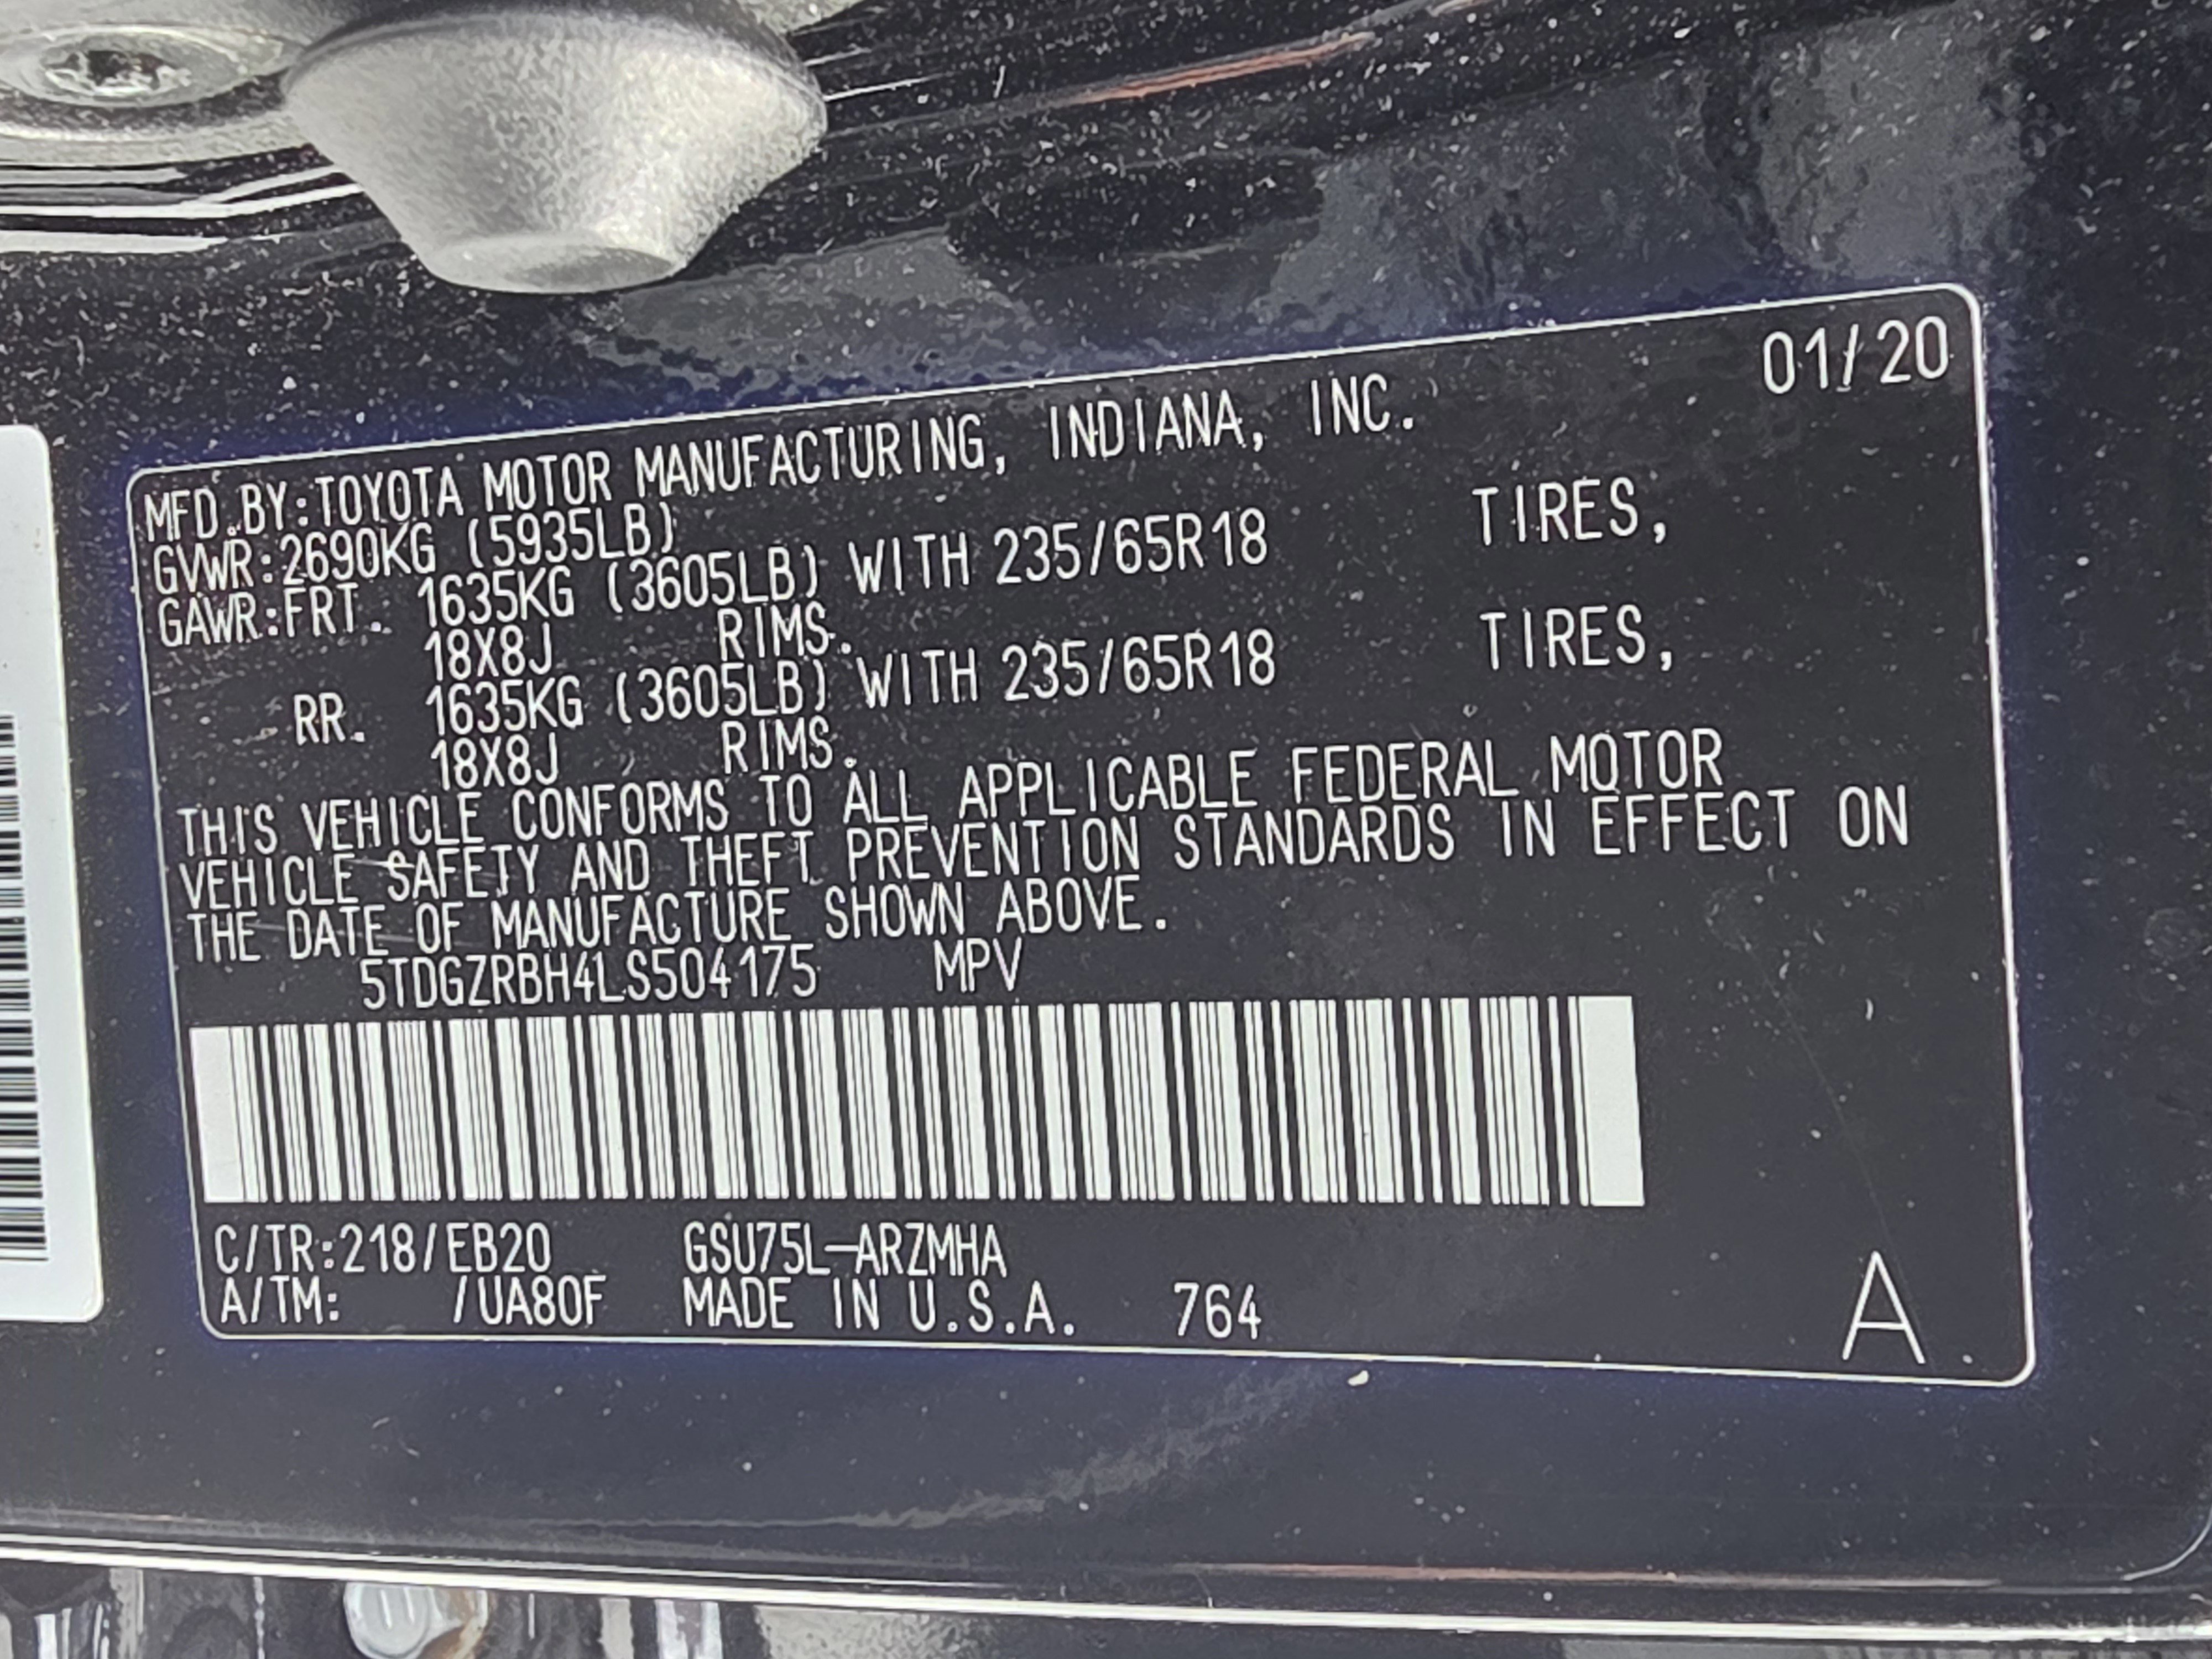 01/20
MFD.BY:TOYOTA MOTOR MANUFACTURING, INDIANA, INC.
GVWR:2690KG (5935LB)
GAWR:FRT. 1635KG (3605LB) WITH 235/65R18 TIRES,
18X8J RIMS.
RR. 1635KG (3605LB) WITH 235/65R18 TIRES,
18X8J RIMS.
THIS VEHICLE CONFORMS TO ALL APPLICABLE FEDERAL MOTOR
VEHICLE SAFETY AND THEFT PREVENTION STANDARDS IN EFFECT ON
THE DATE OF MANUFACTURE SHOWN ABOVE.
5TDGZRBH4LS504175 MPV
C/TR:218/EB20 GSU75L-ARZMHA
A/TM: /UA80F MADE IN U.S.A. 764
A